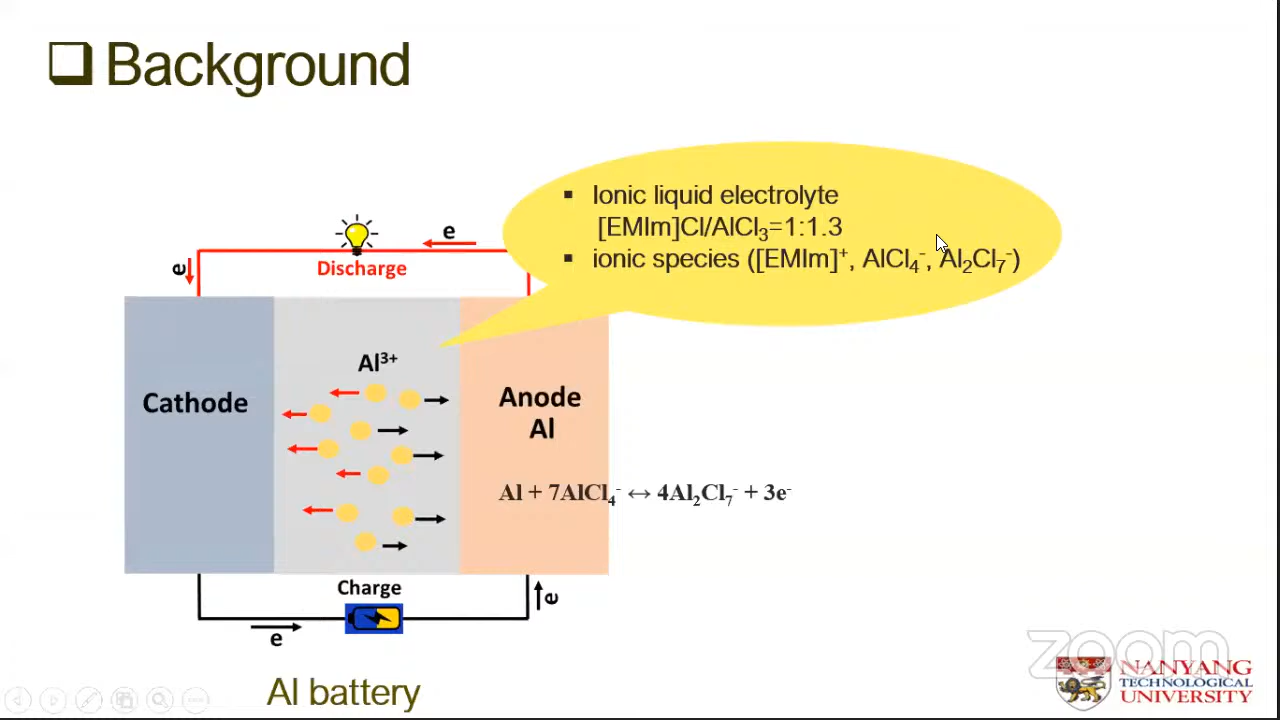 ❑ Background
▪ Ionic liquid electrolyte
[EMIm]Cl/AlCl₃=1:1.3
▪ ionic species ([EMIm]⁺, AlCl₄⁻, Al₂Cl₇⁻)
e
e
Discharge
Al³⁺
Cathode
Anode
Al
Al + 7AlCl₄⁻ ↔ 4Al₂Cl₇⁻ + 3e⁻
Charge
e
e
Al battery
zoom
NANYANG
TECHNOLOGICAL
UNIVERSITY